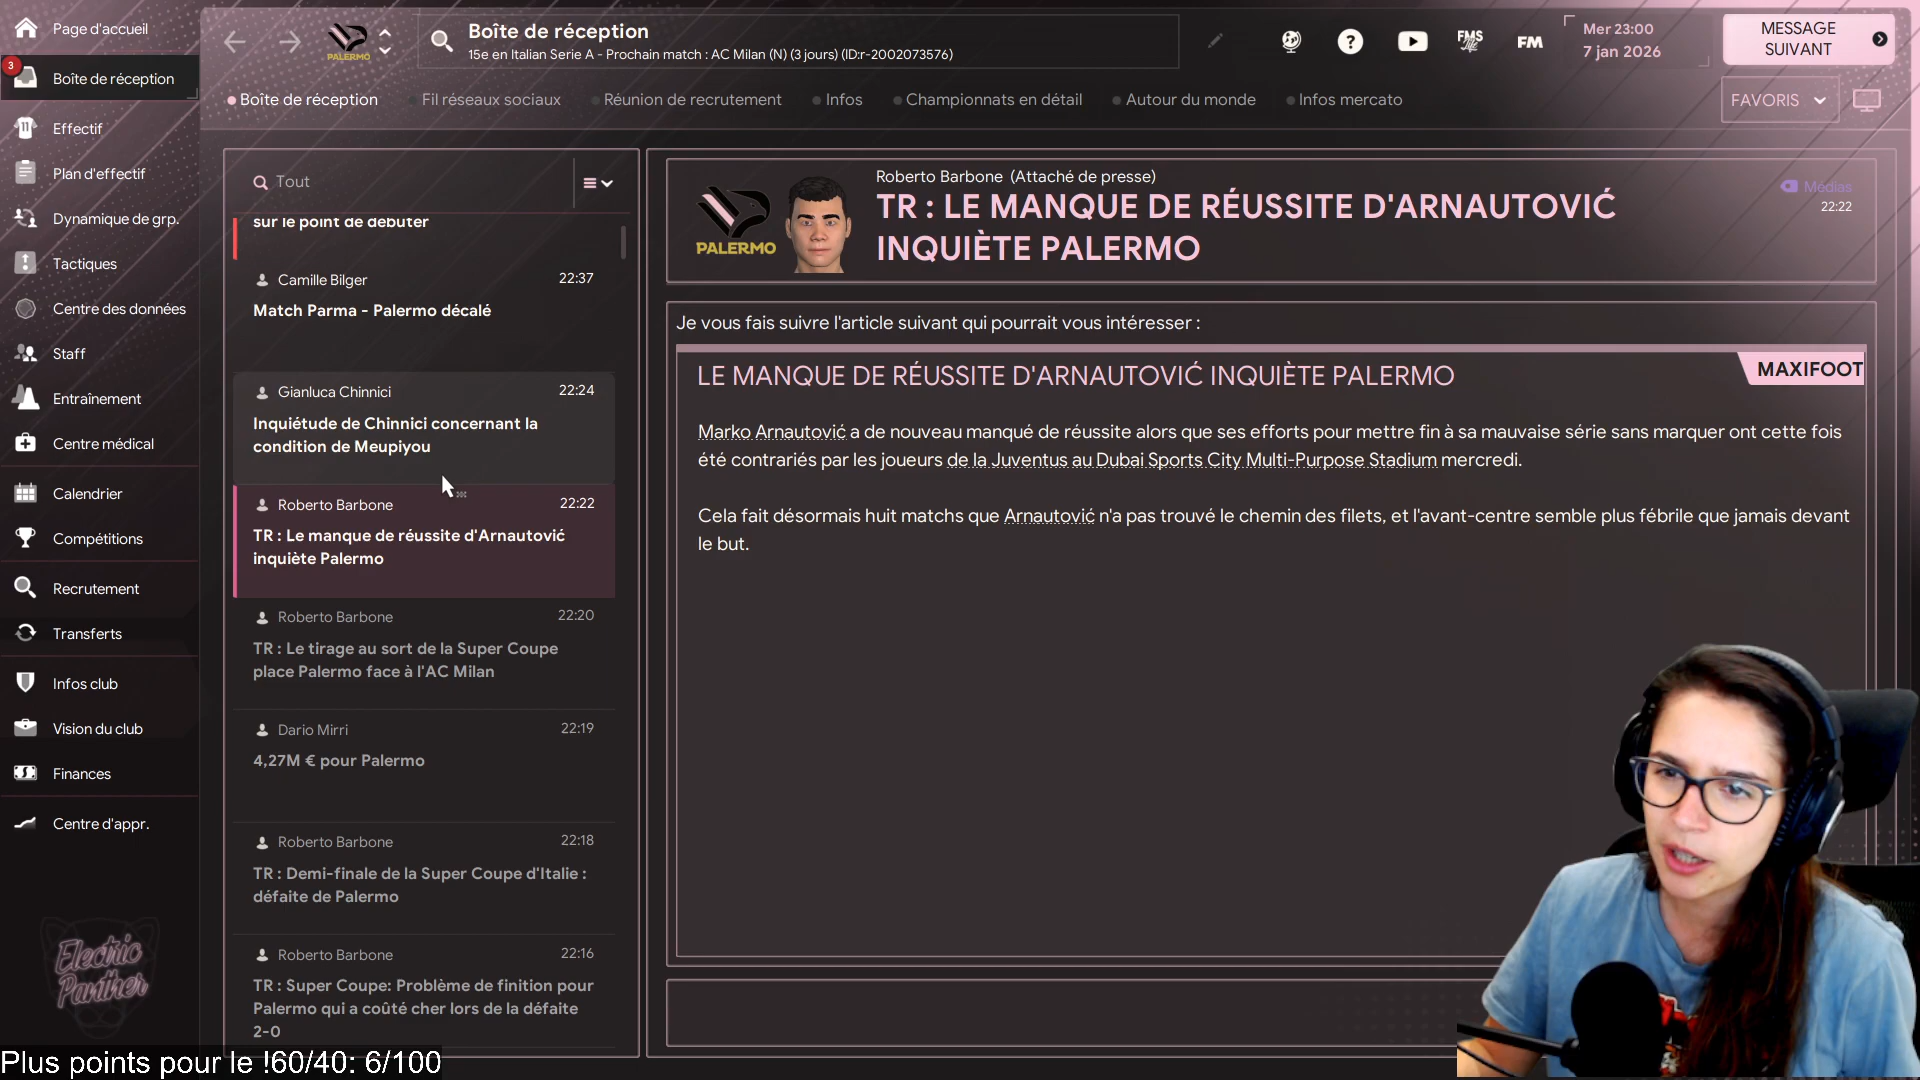 Page d'accueil
3
Boîte de réception
Effectif
Plan d'effectif
Dynamique de grp.
Tactiques
Centre des données
Staff
Entraînement
Centre médical
Calendrier
Compétitions
Recrutement
Transferts
Infos club
Vision du club
Finances
Centre d'appr.
Electric
Panther
PALERMO
Boîte de réception
15e en Italian Serie A - Prochain match : AC Milan (N) (3 jours) (ID:r-2002073576)
FMS
FM
Mer 23:00
7 jan 2026
MESSAGE
SUIVANT
Boîte de réception
Fil réseaux sociaux
Réunion de recrutement
Infos
Championnats en détail
Autour du monde
Infos mercato
FAVORIS
Tout
sur le point de débuter
Camille Bilger
22:37
Match Parma - Palermo décalé
Gianluca Chinnici
22:24
Inquiétude de Chinnici concernant la
condition de Meupiyou
Roberto Barbone
22:22
TR : Le manque de réussite d'Arnautović
inquiète Palermo
Roberto Barbone
22:20
TR : Le tirage au sort de la Super Coupe
place Palermo face à l'AC Milan
Dario Mirri
22:19
4,27M € pour Palermo
Roberto Barbone
22:18
TR : Demi-finale de la Super Coupe d'Italie :
défaite de Palermo
Roberto Barbone
22:16
TR : Super Coupe: Problème de finition pour
Palermo qui a coûté cher lors de la défaite
2-0
PALERMO
Roberto Barbone (Attaché de presse)
TR : LE MANQUE DE RÉUSSITE D'ARNAUTOVIĆ
INQUIÈTE PALERMO
Médias
22:22
Je vous fais suivre l'article suivant qui pourrait vous intéresser :
LE MANQUE DE RÉUSSITE D'ARNAUTOVIĆ INQUIÈTE PALERMO
MAXIFOOT
Marko Arnautović a de nouveau manqué de réussite alors que ses efforts pour mettre fin à sa mauvaise série sans marquer ont cette fois
été contrariés par les joueurs de la Juventus au Dubai Sports City Multi-Purpose Stadium mercredi.
Cela fait désormais huit matchs que Arnautović n'a pas trouvé le chemin des filets, et l'avant-centre semble plus fébrile que jamais devant
le but.
Plus points pour le !60/40: 6/100